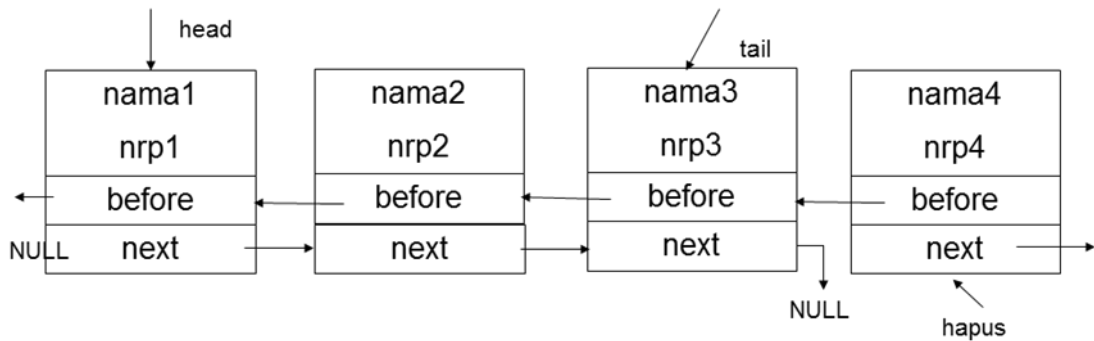 head
tail
nama1
nrp1
before
next
NULL
nama2
nrp2
before
next
nama3
nrp3
before
next
NULL
nama4
nrp4
before
next
hapus